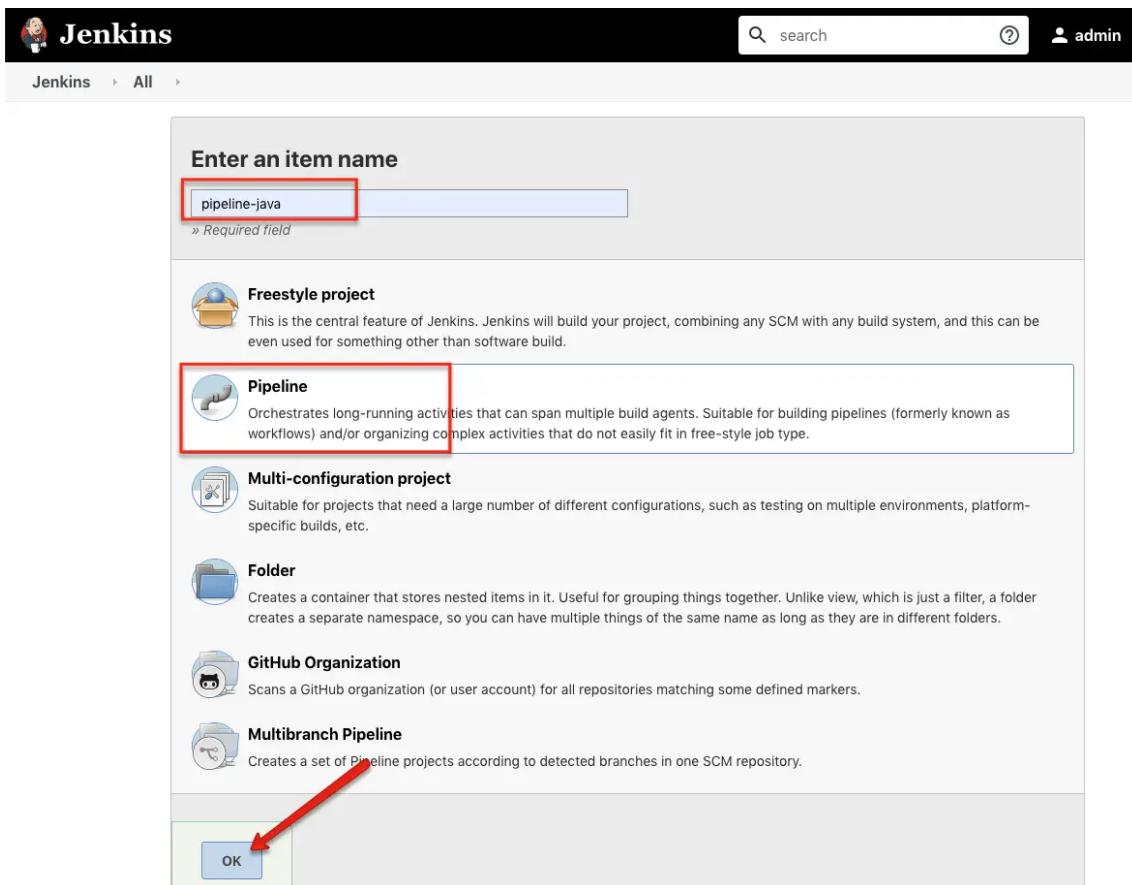 Jenkins
search
admin
Jenkins
All
Enter an item name
pipeline-java
» Required field
Freestyle project
This is the central feature of Jenkins. Jenkins will build your project, combining any SCM with any build system, and this can be
even used for something other than software build.
Pipeline
Orchestrates long-running activities that can span multiple build agents. Suitable for building pipelines (formerly known as
workflows) and/or organizing complex activities that do not easily fit in free-style job type.
Multi-configuration project
Suitable for projects that need a large number of different configurations, such as testing on multiple environments, platform-
specific builds, etc.
Folder
Creates a container that stores nested items in it. Useful for grouping things together. Unlike view, which is just a filter, a folder
creates a separate namespace, so you can have multiple things of the same name as long as they are in different folders.
GitHub Organization
Scans a GitHub organization (or user account) for all repositories matching some defined markers.
Multibranch Pipeline
Creates a set of Pipeline projects according to detected branches in one SCM repository.
OK